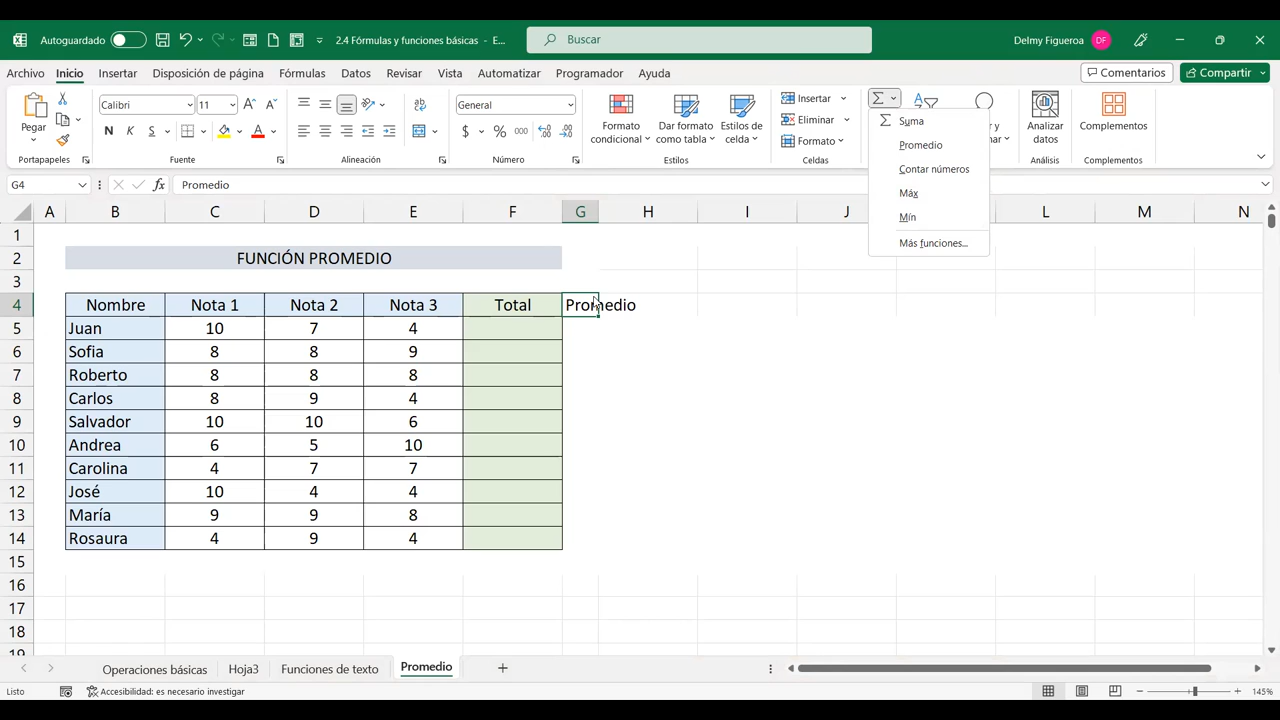 Autoguardado
2.4 Fórmulas y funciones básicas - E...
Buscar
Delmy Figueroa
DF
Archivo
Inicio
Insertar
Disposición de página
Fórmulas
Datos
Revisar
Vista
Automatizar
Programador
Ayuda
Comentarios
Compartir
Pegar
Portapapeles
Calibri
11
N
K
S
Fuente
Alineación
General
$
%
000
Número
Formato
condicional
Dar formato
como tabla
Estilos de
celda
Estilos
Insertar
Eliminar
Formato
Celdas
Suma
Promedio
Contar números
Máx
Mín
Más funciones...
Analizar
datos
Análisis
Complementos
Complementos
G4
fx
Promedio
A B C D E F G H I J L M N
1
2 FUNCIÓN PROMEDIO
3
4 Nombre Nota 1 Nota 2 Nota 3 Total Promedio
5 Juan 10 7 4
6 Sofia 8 8 9
7 Roberto 8 8 8
8 Carlos 8 9 4
9 Salvador 10 10 6
10 Andrea 6 5 10
11 Carolina 4 7 7
12 José 10 4 4
13 María 9 9 8
14 Rosaura 4 9 4
15
16
17
18
Operaciones básicas
Hoja3
Funciones de texto
Promedio
Listo
Accesibilidad: es necesario investigar
145%